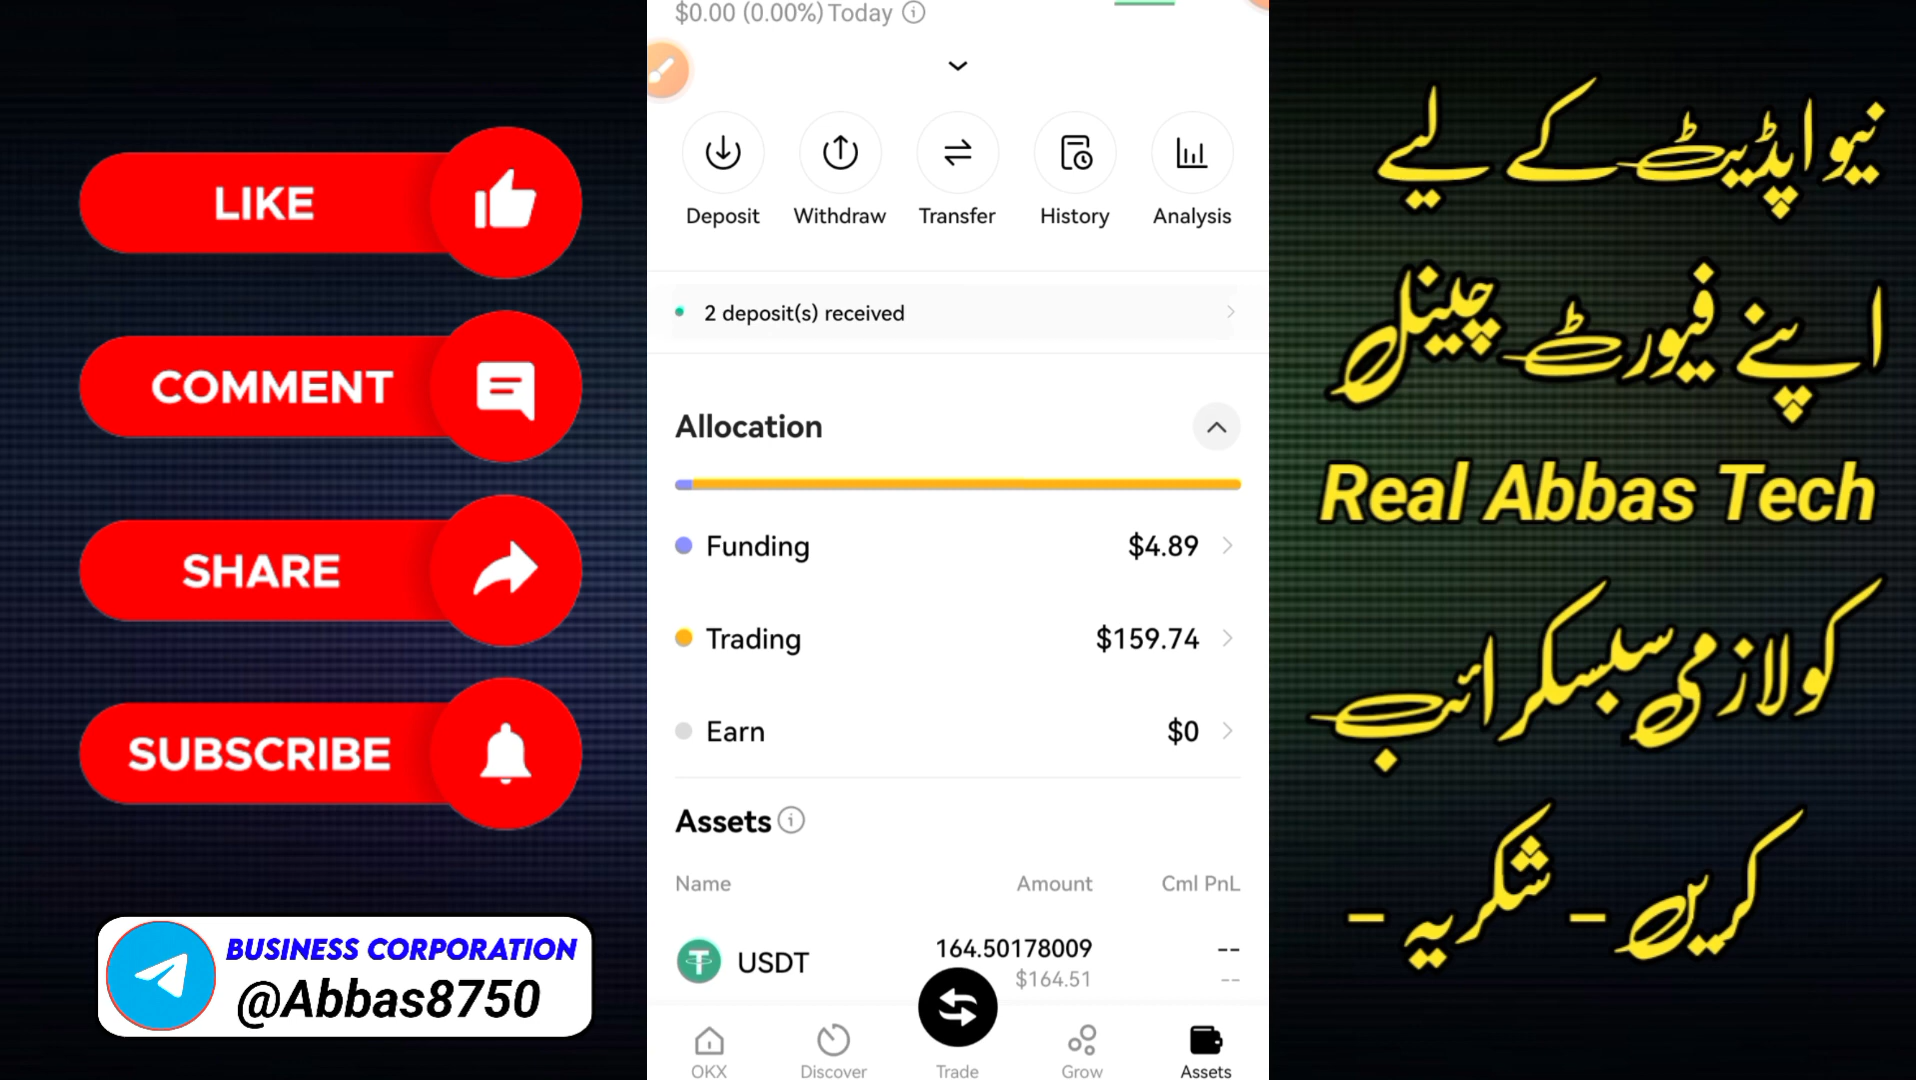 LIKE
COMMENT
SHARE
SUBSCRIBE
BUSINESS CORPORATION
@Abbas8750
$0.00 (0.00%) Today
Deposit Withdraw Transfer History Analysis
2 deposit(s) received
Allocation
Funding $4.89
Trading $159.74
Earn $0
Assets
Name Amount Cml PnL
USDT 164.50178009 --
$164.51 --
OKX Discover Trade Grow Assets
نیو اپڈیٹ کے لیے
اپنے فیورٹ چینل
Real Abbas Tech
کو لازمی سبسکرائب
کریں - شکریہ -